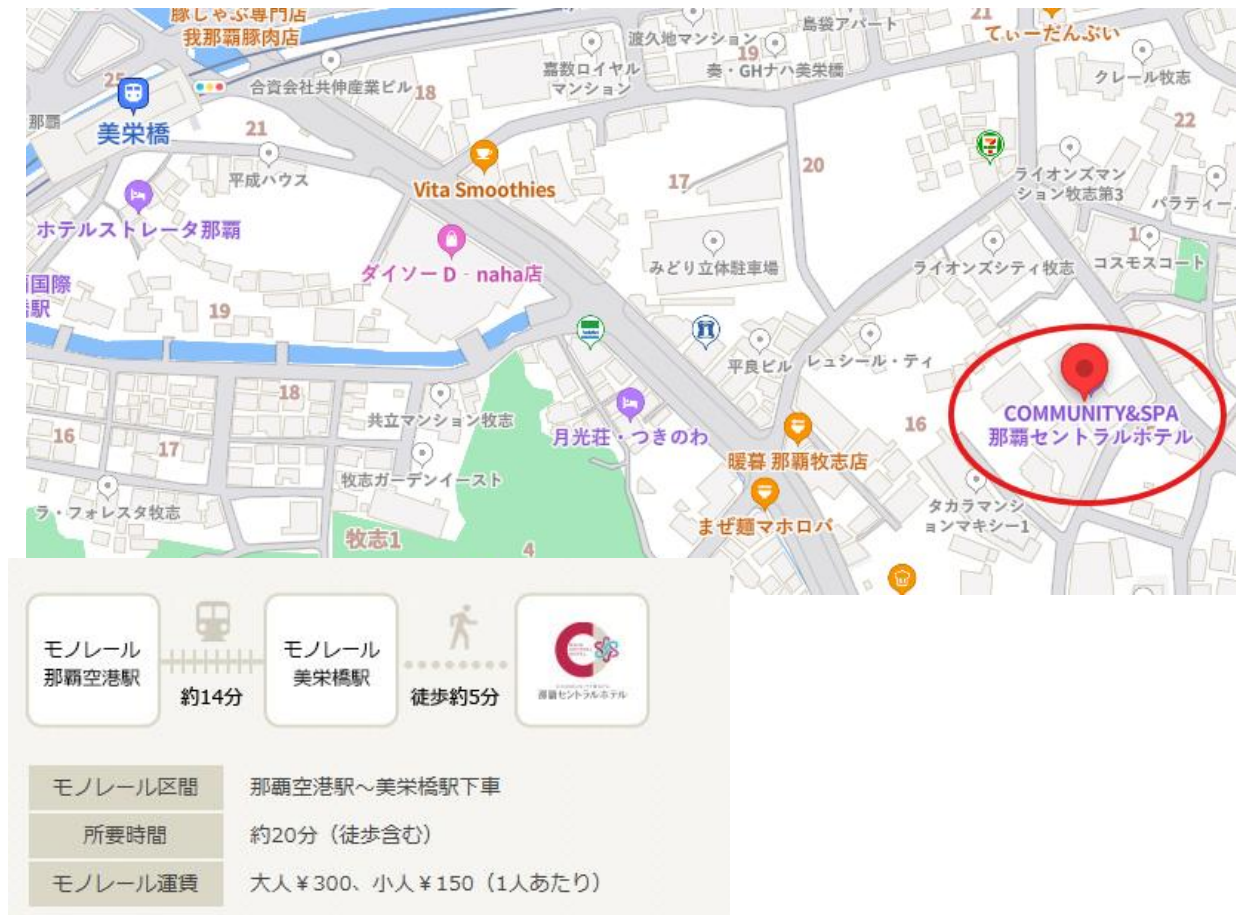 豚しゃぶ専門店
我那覇豚肉店
25
美栄橋
那覇
合資会社共伸産業ビル
18
21
平成ハウス
嘉数ロイヤル
マンション
渡久地マンション
19
奏・GHナハ美栄橋
島袋アパート
21
てぃーだんぶい
クレール牧志
22
Vita Smoothies
17
20
ライオンズマン
ション牧志第3
パラティー
ホテルストレータ那覇
国際
駅
ダイソー D‐naha店
みどり立体駐車場
ライオンズシティ牧志
コスモスコート
19
18
16
17
共立マンション牧志
月光荘・つきのわ
平良ビル
レュシール・ティ
16
COMMUNITY&SPA
那覇セントラルホテル
暖暮 那覇牧志店
牧志ガーデンイースト
ラ・フォレスタ牧志
まぜ麺マホロバ
タカラマンシ
ョンマキシー1
牧志1
4
モノレール
那覇空港駅
約14分
モノレール
美栄橋駅
徒歩約5分
那覇セントラルホテル
モノレール区間 那覇空港駅～美栄橋駅下車
所要時間 約20分（徒歩含む）
モノレール運賃 大人¥300、小人¥150（1人あたり）